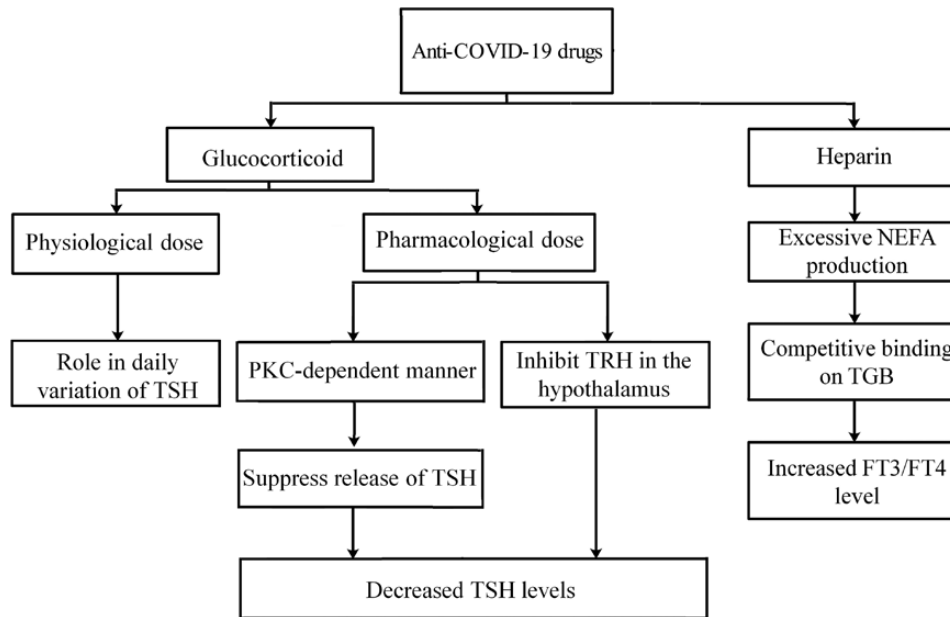 Anti-COVID-19 drugs
Glucocorticoid
Heparin
Physiological dose
Pharmacological dose
Excessive NEFA
production
Role in daily
variation of TSH
PKC-dependent manner
Inhibit TRH in the
hypothalamus
Competitive binding
on TGB
Suppress release of TSH
Increased FT3/FT4
level
Decreased TSH levels